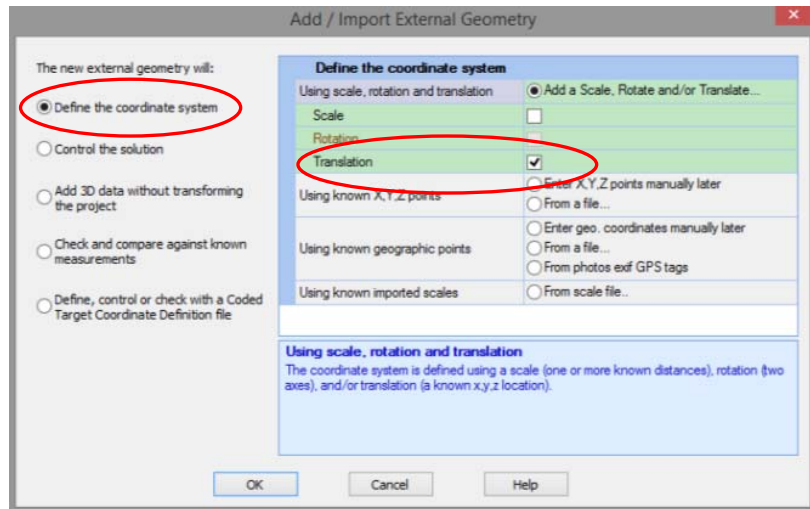 Add / Import External Geometry
The new external geometry will:
Define the coordinate system
Control the solution
Add 3D data without transforming
the project
Check and compare against known
measurements
Define, control or check with a Coded
Target Coordinate Definition file
Define the coordinate system
Using scale, rotation and translation
Add a Scale, Rotate and/or Translate...
Scale
Rotation
Translation
Using known X,Y,Z points
Enter X,Y,Z points manually later
From a file...
Using known geographic points
Enter geo. coordinates manually later
From a file...
From photos exif GPS tags
Using known imported scales
From scale file..
Using scale, rotation and translation
The coordinate system is defined using a scale (one or more known distances), rotation (two
axes), and/or translation (a known x,y,z location).
OK
Cancel
Help